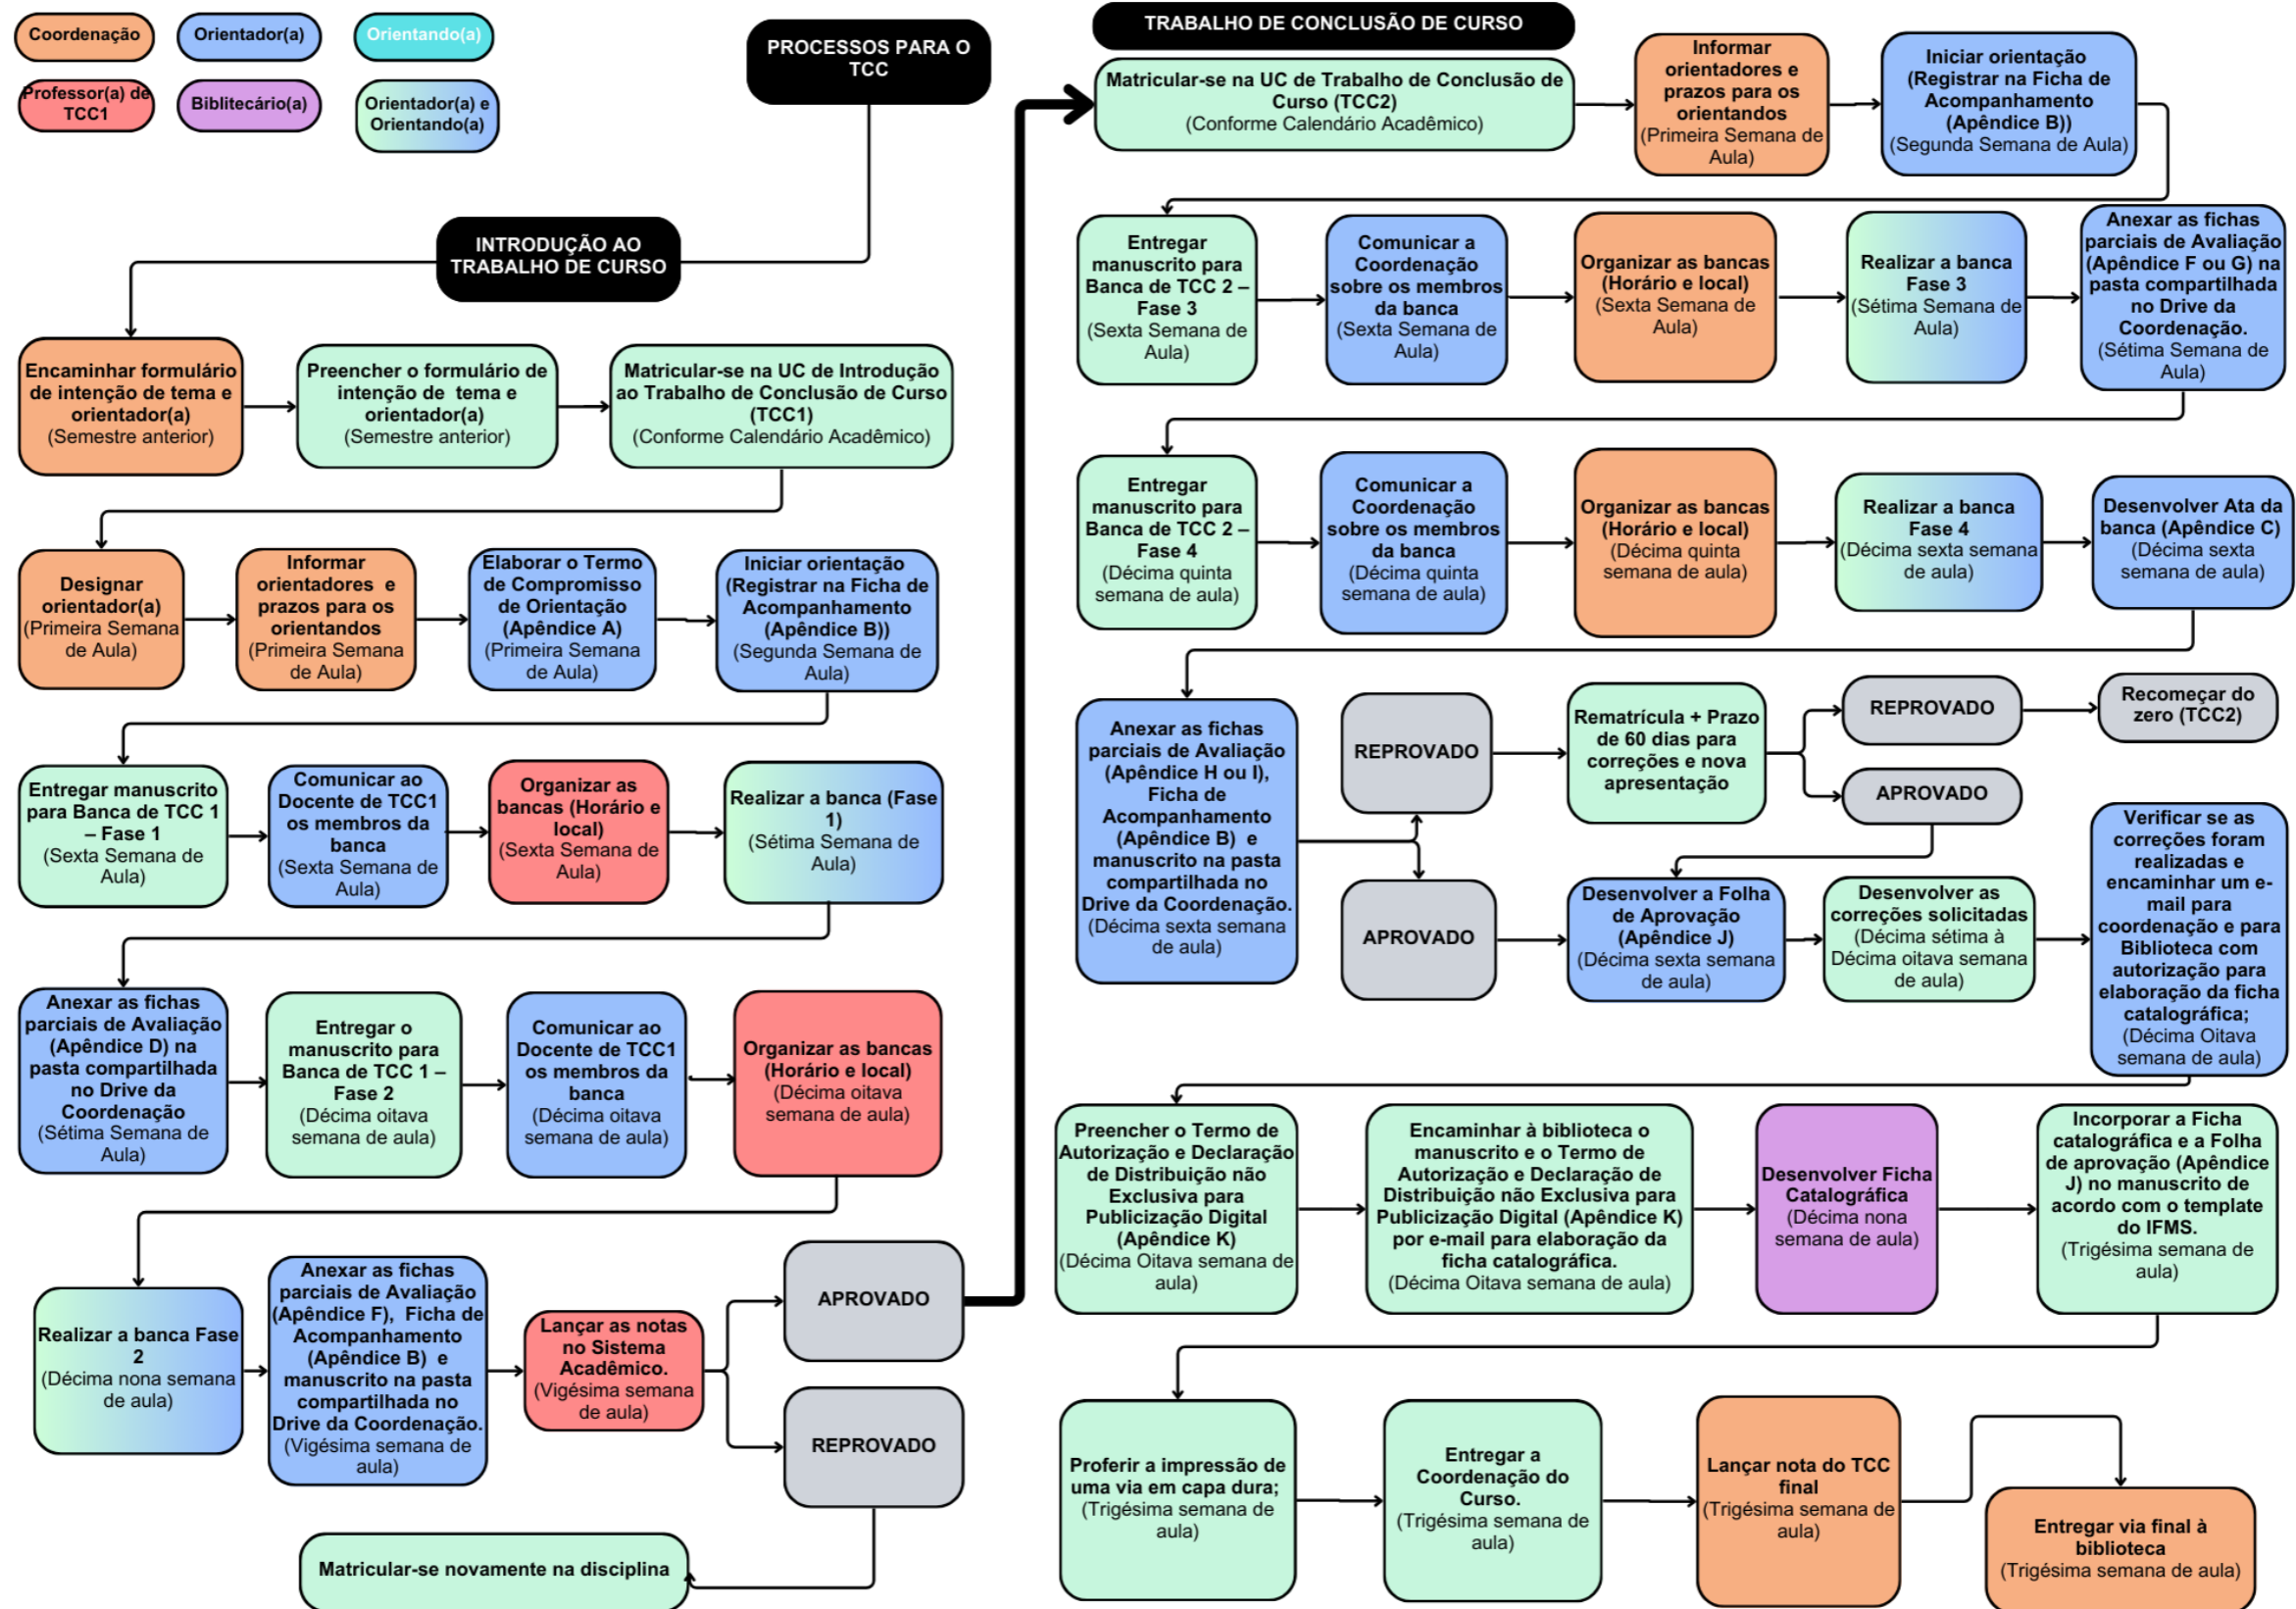 Coordenação
Orientador(a)
Orientando(a)
Professor(a) de
TCC1
Biblitecário(a)
Orientador(a) e
Orientando(a)
PROCESSOS PARA O
TCC
INTRODUÇÃO AO
TRABALHO DE CURSO
Encaminhar formulário
de intenção de tema e
orientador(a)
(Semestre anterior)
Preencher o formulário de
intenção de tema e
orientador(a)
(Semestre anterior)
Matricular-se na UC de Introdução
ao Trabalho de Conclusão de Curso
(TCC1)
(Conforme Calendário Acadêmico)
Designar
orientador(a)
(Primeira Semana
de Aula)
Informar
orientadores e
prazos para os
orientandos
(Primeira Semana
de Aula)
Elaborar o Termo
de Compromisso
de Orientação
(Apêndice A)
(Primeira Semana
de Aula)
Iniciar orientação
(Registrar na Ficha de
Acompanhamento
(Apêndice B))
(Segunda Semana de
Aula)
Entregar manuscrito
para Banca de TCC 1
– Fase 1
(Sexta Semana de
Aula)
Comunicar ao
Docente de TCC1
os membros da
banca
(Sexta Semana de
Aula)
Organizar as
bancas (Horário e
local)
(Sexta Semana de
Aula)
Realizar a banca (Fase
1)
(Sétima Semana de
Aula)
Anexar as fichas
parciais de Avaliação
(Apêndice D) na
pasta compartilhada
no Drive da
Coordenação
(Sétima Semana de
Aula)
Entregar o
manuscrito para
Banca de TCC 1 –
Fase 2
(Décima oitava
semana de aula)
Comunicar ao
Docente de TCC1
os membros da
banca
(Décima oitava
semana de aula)
Organizar as bancas
(Horário e local)
(Décima oitava
semana de aula)
Realizar a banca Fase
2
(Décima nona semana
de aula)
Anexar as fichas
parciais de Avaliação
(Apêndice F), Ficha de
Acompanhamento
(Apêndice B) e
manuscrito na pasta
compartilhada no
Drive da Coordenação.
(Vigésima semana de
aula)
Lançar as notas
no Sistema
Acadêmico.
(Vigésima semana
de aula)
APROVADO
REPROVADO
Matricular-se novamente na disciplina
TRABALHO DE CONCLUSÃO DE CURSO
Matricular-se na UC de Trabalho de Conclusão de
Curso (TCC2)
(Conforme Calendário Acadêmico)
Informar
orientadores e
prazos para os
orientandos
(Primeira Semana de
Aula)
Iniciar orientação
(Registrar na Ficha de
Acompanhamento
(Apêndice B))
(Segunda Semana de Aula)
Entregar
manuscrito para
Banca de TCC 2 –
Fase 3
(Sexta Semana de
Aula)
Comunicar a
Coordenação
sobre os membros
da banca
(Sexta Semana de
Aula)
Organizar as bancas
(Horário e local)
(Sexta Semana de
Aula)
Realizar a banca
Fase 3
(Sétima Semana de
Aula)
Anexar as fichas
parciais de Avaliação
(Apêndice F ou G) na
pasta compartilhada
no Drive da
Coordenação.
(Sétima Semana de
Aula)
Entregar
manuscrito para
Banca de TCC 2 –
Fase 4
(Décima quinta
semana de aula)
Comunicar a
Coordenação
sobre os membros
da banca
(Décima quinta
semana de aula)
Organizar as bancas
(Horário e local)
(Décima quinta
semana de aula)
Realizar a banca
Fase 4
(Décima sexta semana
de aula)
Desenvolver Ata da
banca (Apêndice C)
(Décima sexta
semana de aula)
Anexar as fichas
parciais de Avaliação
(Apêndice H ou I),
Ficha de
Acompanhamento
(Apêndice B) e
manuscrito na pasta
compartilhada no
Drive da Coordenação.
(Décima sexta semana
de aula)
REPROVADO
Rematrícula + Prazo
de 60 dias para
correções e nova
apresentação
REPROVADO
Recomeçar do
zero (TCC2)
APROVADO
APROVADO
Desenvolver a Folha
de Aprovação
(Apêndice J)
(Décima sexta semana
de aula)
Desenvolver as
correções solicitadas
(Décima sétima à
Décima oitava semana
de aula)
Verificar se as
correções foram
realizadas e
encaminhar um e-
mail para
coordenação e para
Biblioteca com
autorização para
elaboração da ficha
catalográfica;
(Décima Oitava
semana de aula)
Preencher o Termo de
Autorização e Declaração
de Distribuição não
Exclusiva para
Publicização Digital
(Apêndice K)
(Décima Oitava semana de
aula)
Encaminhar à biblioteca o
manuscrito e o Termo de
Autorização e Declaração de
Distribuição não Exclusiva para
Publicização Digital (Apêndice K)
por e-mail para elaboração da
ficha catalográfica.
(Décima Oitava semana de aula)
Desenvolver Ficha
Catalográfica
(Décima nona
semana de aula)
Incorporar a Ficha
catalográfica e a Folha
de aprovação (Apêndice
J) no manuscrito de
acordo com o template
do IFMS.
(Trigésima semana de
aula)
Proferir a impressão de
uma via em capa dura;
(Trigésima semana de
aula)
Entregar a
Coordenação do
Curso.
(Trigésima semana de
aula)
Lançar nota do TCC
final
(Trigésima semana de
aula)
Entregar via final à
biblioteca
(Trigésima semana de aula)